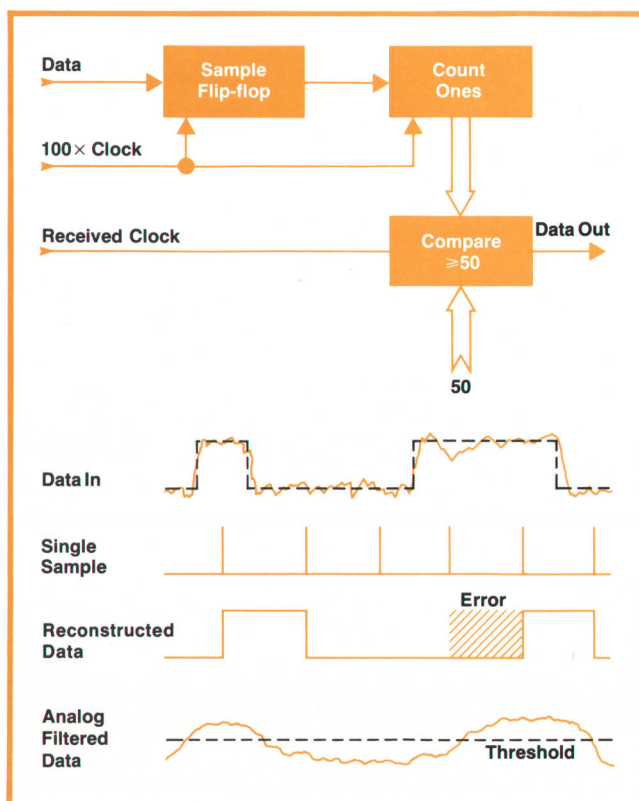 Data
Sample
Flip-flop
Count
Ones
100× Clock
Received Clock
Compare
≥50
Data Out
50
Data In
Single
Sample
Error
Reconstructed
Data
Analog
Filtered
Data
Threshold